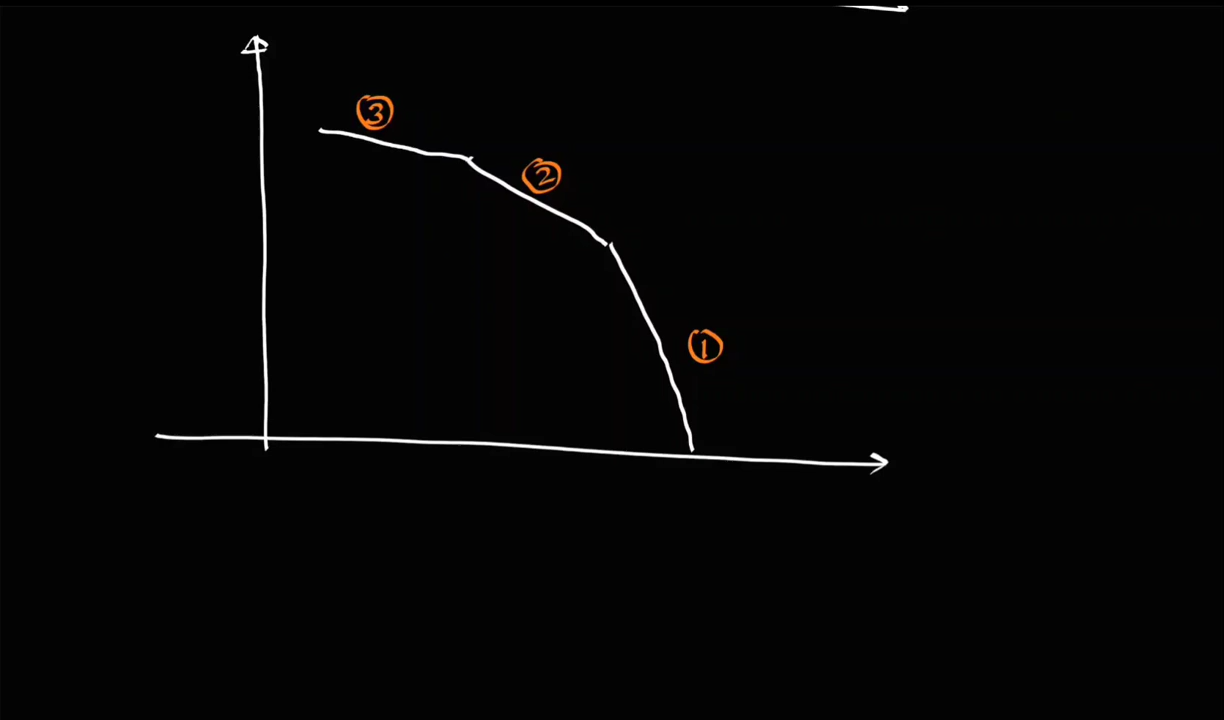 ③
②
①